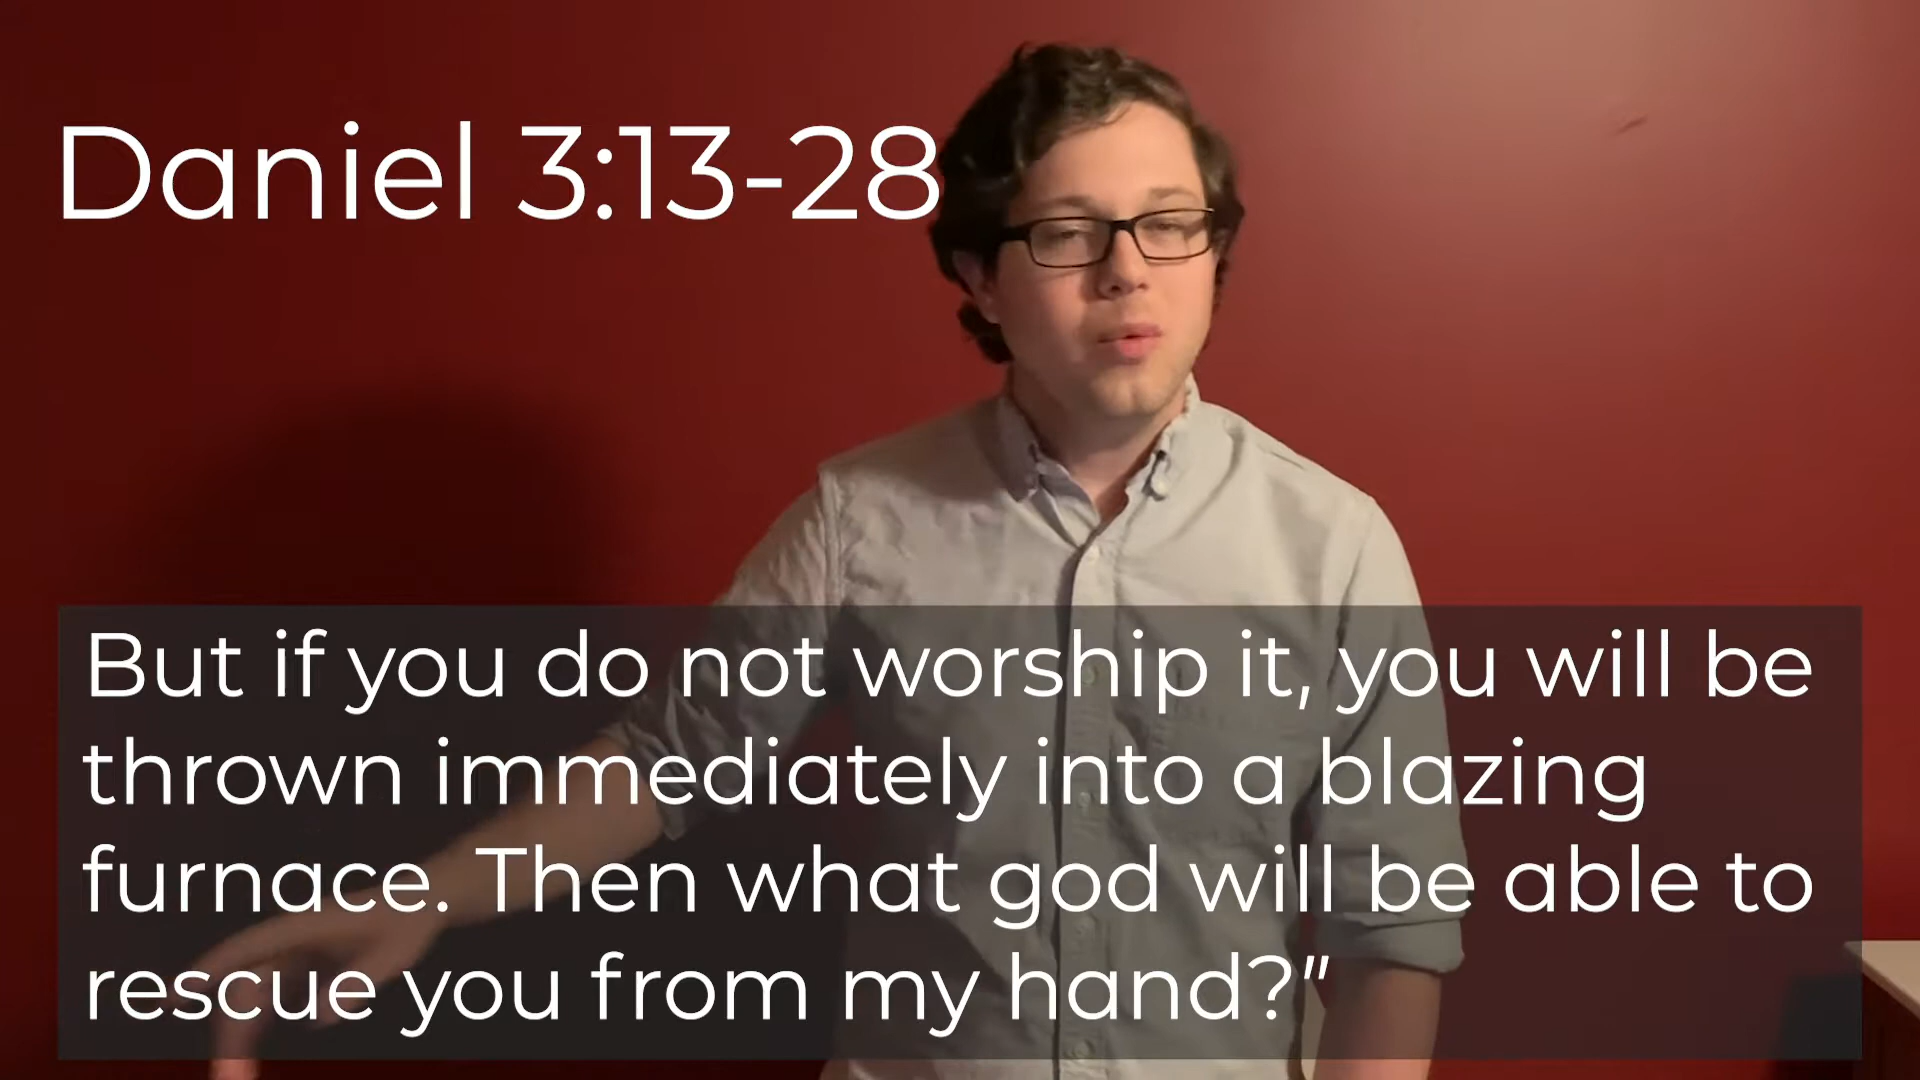 Daniel 3:13-28
But if you do not worship it, you will be
thrown immediately into a blazing
furnace. Then what god will be able to
rescue you from my hand?”